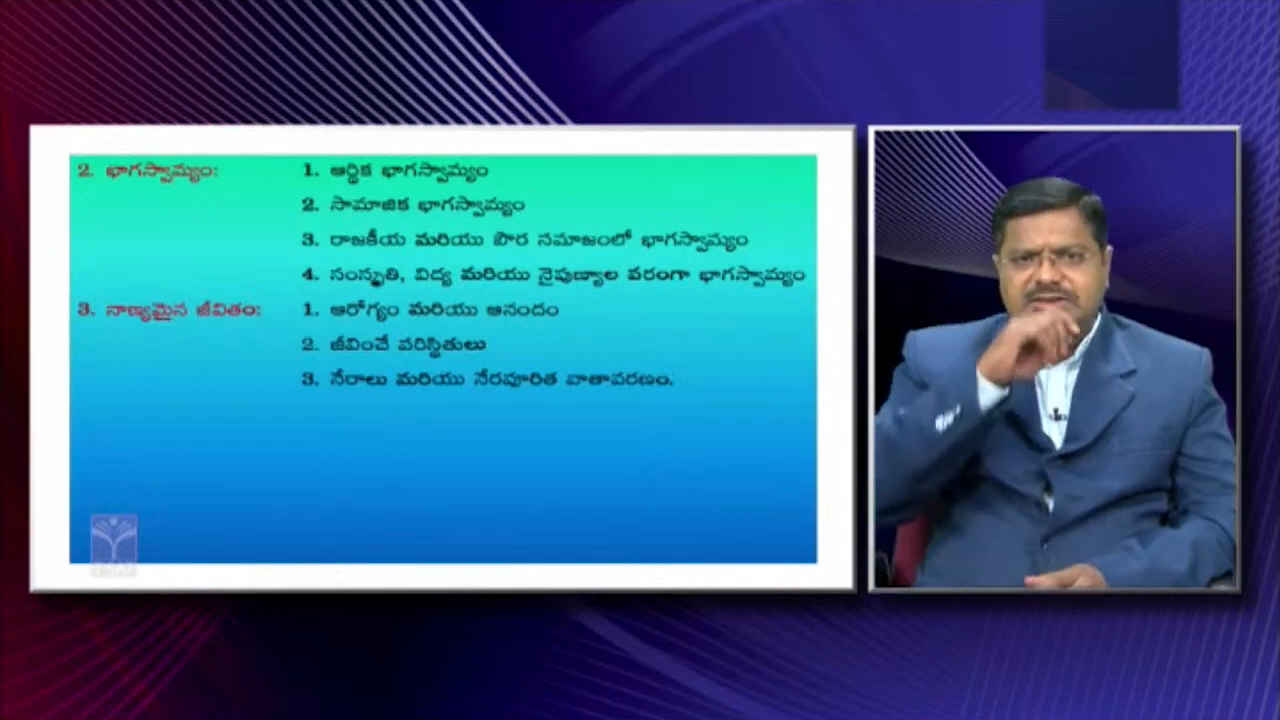 2. భాగస్వామ్యం: 1. ఆర్థిక భాగస్వామ్యం
2. సామాజిక భాగస్వామ్యం
3. రాజకీయ మరియు పౌర సమాజంలో భాగస్వామ్యం
4. సంస్కృతి, విద్య మరియు నైపుణ్యాల పరంగా భాగస్వామ్యం
3. నాణ్యమైన జీవితం: 1. ఆరోగ్యం మరియు ఆనందం
2. జీవించే పరిస్థితులు
3. నేరాలు మరియు నేరపూరిత వాతావరణం.